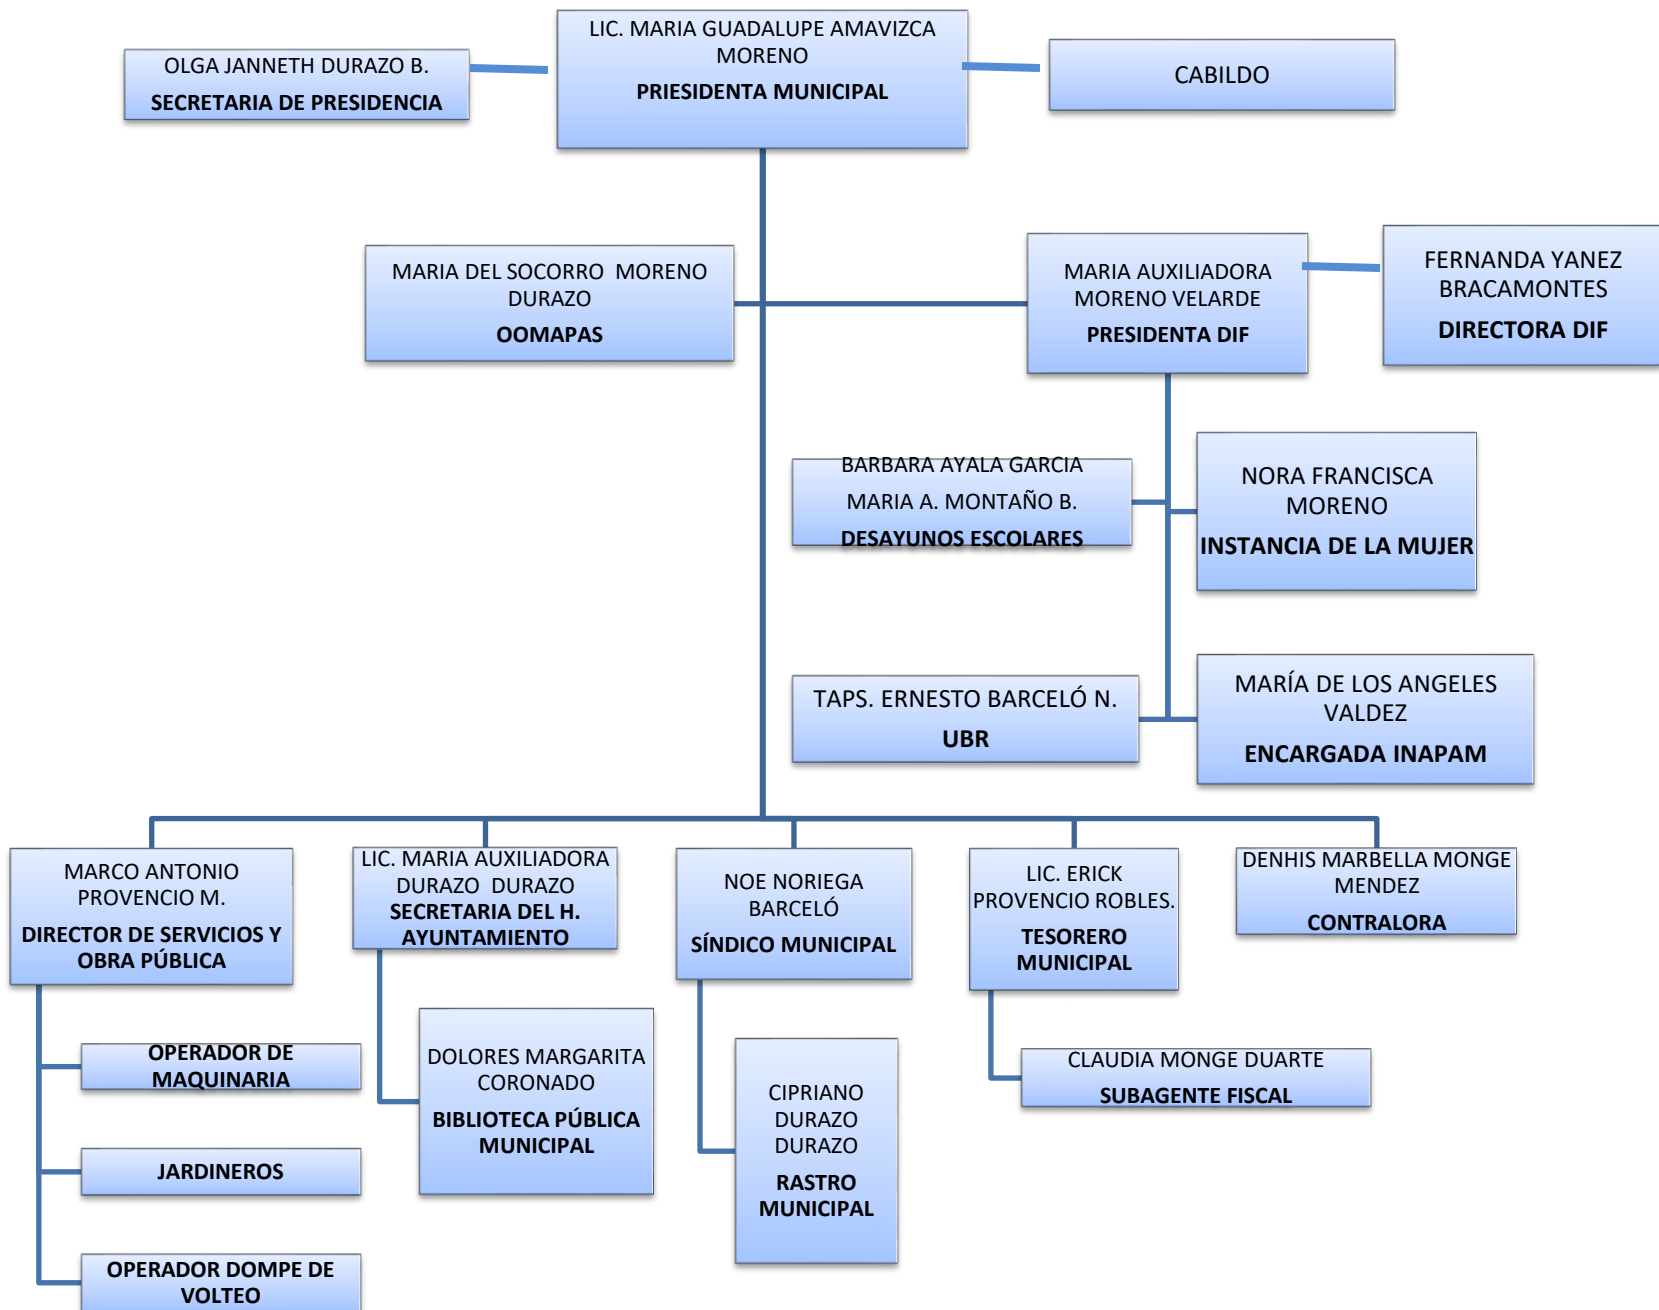 LIC. MARIA GUADALUPE AMAVIZCA
MORENO
PRIESIDENTA MUNICIPAL
OLGA JANNETH DURAZO B.
SECRETARIA DE PRESIDENCIA
CABILDO
MARIA DEL SOCORRO  MORENO
DURAZO
OOMAPAS
MARIA AUXILIADORA
MORENO VELARDE
PRESIDENTA DIF
FERNANDA YANEZ
BRACAMONTES
DIRECTORA DIF
BARBARA AYALA GARCIA
MARIA A. MONTAÑO B.
DESAYUNOS ESCOLARES
NORA FRANCISCA
MORENO
INSTANCIA DE LA MUJER
TAPS. ERNESTO BARCELÓ N.
UBR
MARÍA DE LOS ANGELES
VALDEZ
ENCARGADA INAPAM
MARCO ANTONIO
PROVENCIO M.
DIRECTOR DE SERVICIOS Y
OBRA PÚBLICA
LIC. MARIA AUXILIADORA
DURAZO  DURAZO
SECRETARIA DEL H.
AYUNTAMIENTO
NOE NORIEGA
BARCELÓ
SÍNDICO MUNICIPAL
LIC. ERICK
PROVENCIO ROBLES.
TESORERO
MUNICIPAL
DENHIS MARBELLA MONGE
MENDEZ
CONTRALORA
OPERADOR DE
MAQUINARIA
JARDINEROS
OPERADOR DOMPE DE
VOLTEO
DOLORES MARGARITA
CORONADO
BIBLIOTECA PÚBLICA
MUNICIPAL
CIPRIANO
DURAZO
DURAZO
RASTRO
MUNICIPAL
CLAUDIA MONGE DUARTE
SUBAGENTE FISCAL